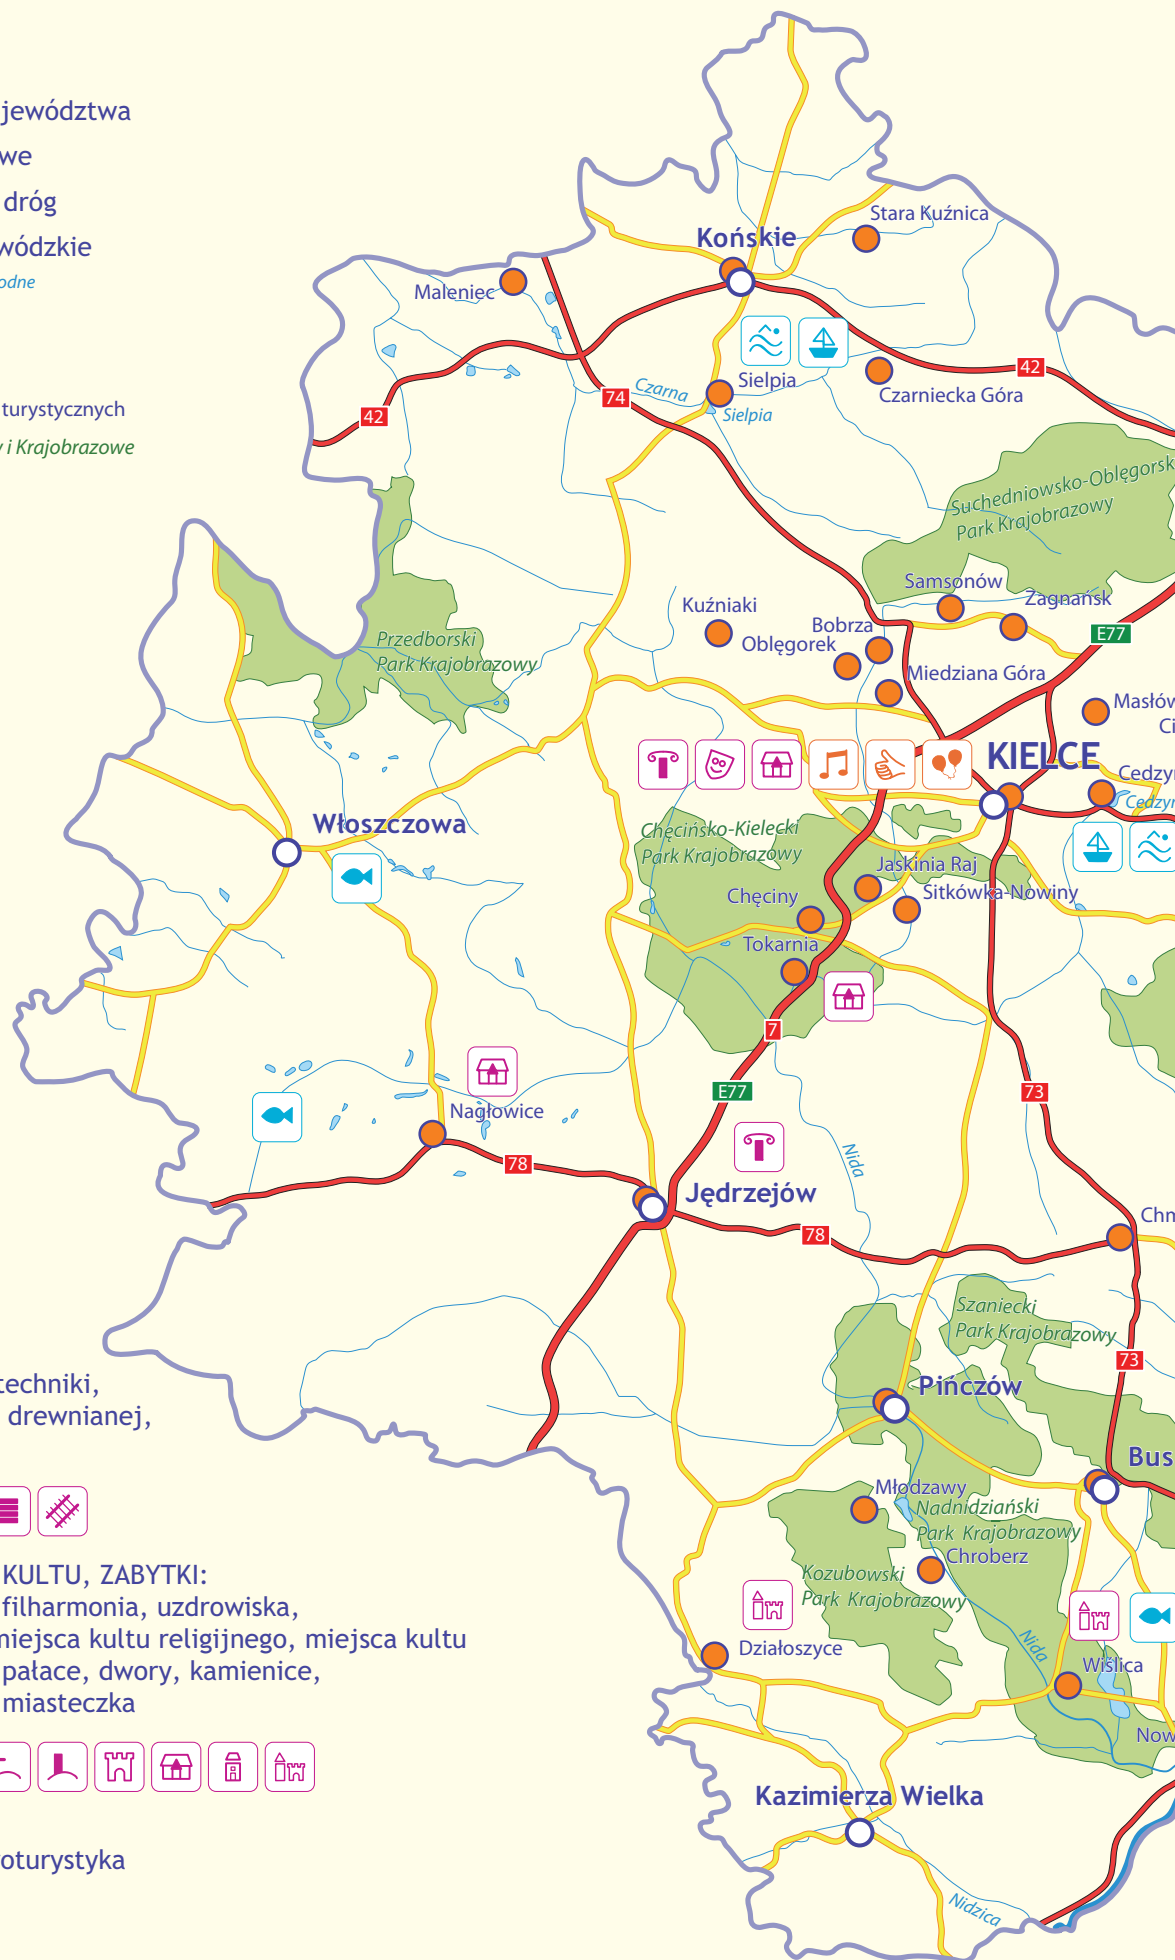 jewództwa
we
dróg
wódzkie
odne
turystycznych
y i Krajobrazowe
Stara Kuźnica
Końskie
Maleniec
Sielpia
Czarna
Sielpia
Czarniecka Góra
42
74
42
Suchedniowsko-Oblęgorsk
Park Krajobrazowy
Samsonów
Zagnańsk
Kuźniaki
Bobrza
Oblęgorek
E77
Przedborski
Park Krajobrazowy
Miedziana Góra
Masłów
Ci
KIELCE
Cedzy
Cedzyn
Włoszczowa
Chęcińsko-Kielecki
Park Krajobrazowy
Jaskinia Raj
Chęciny
Sitkówka-Nowiny
Tokarnia
7
E77
73
Nagłowice
78
Nida
Jędrzejów
78
Chm
Szaniecki
Park Krajobrazowy
73
Pińczów
Bus
techniki,
drewnianej,
Młodzawy
Nadnidziański
Park Krajobrazowy
Chroberz
Kozubowski
Park Krajobrazowy
KULTU, ZABYTKI:
filharmonia, uzdrowiska,
miejsca kultu religijnego, miejsca kultu
pałace, dwory, kamienice,
miasteczka
Działoszyce
Nida
Wiślica
Now
Kazimierza Wielka
oturystyka
Nidzica